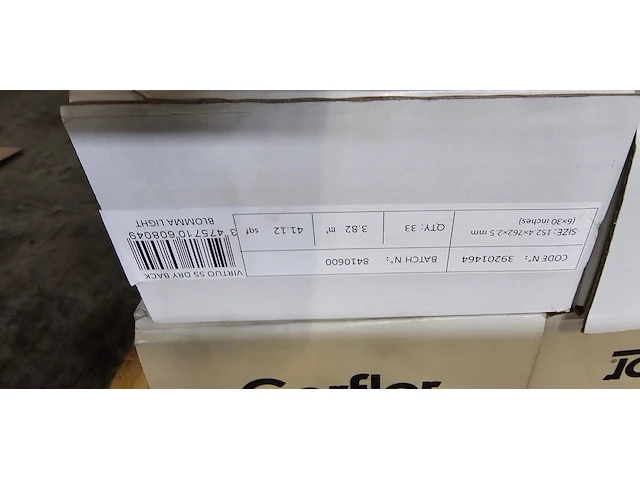 CODE N°: 39201464
BATCH N°: 8410600
SIZE: 152.4×762×2.5 mm
(6×30 inches)
QTY: 33
3.82 m²
41.12 sqf
VIRTUO 55 DRY BACK
3 475710 608049
BLOMMA LIGHT
Gerflor